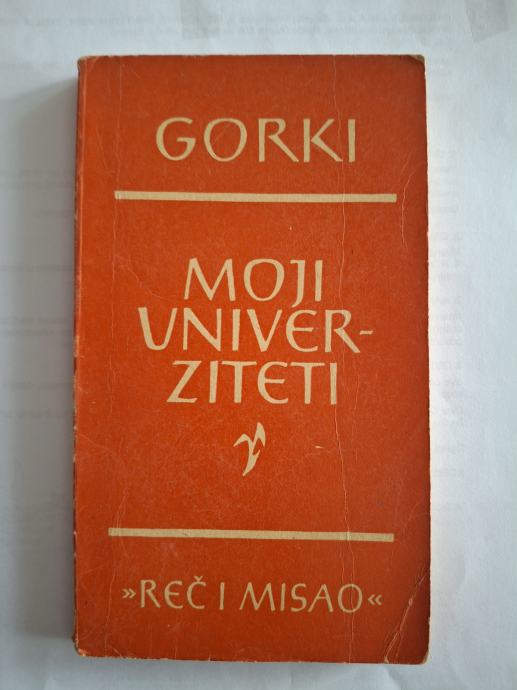 GORKI
MOJI
UNIVER-
ZITETI
»REČ I MISAO«